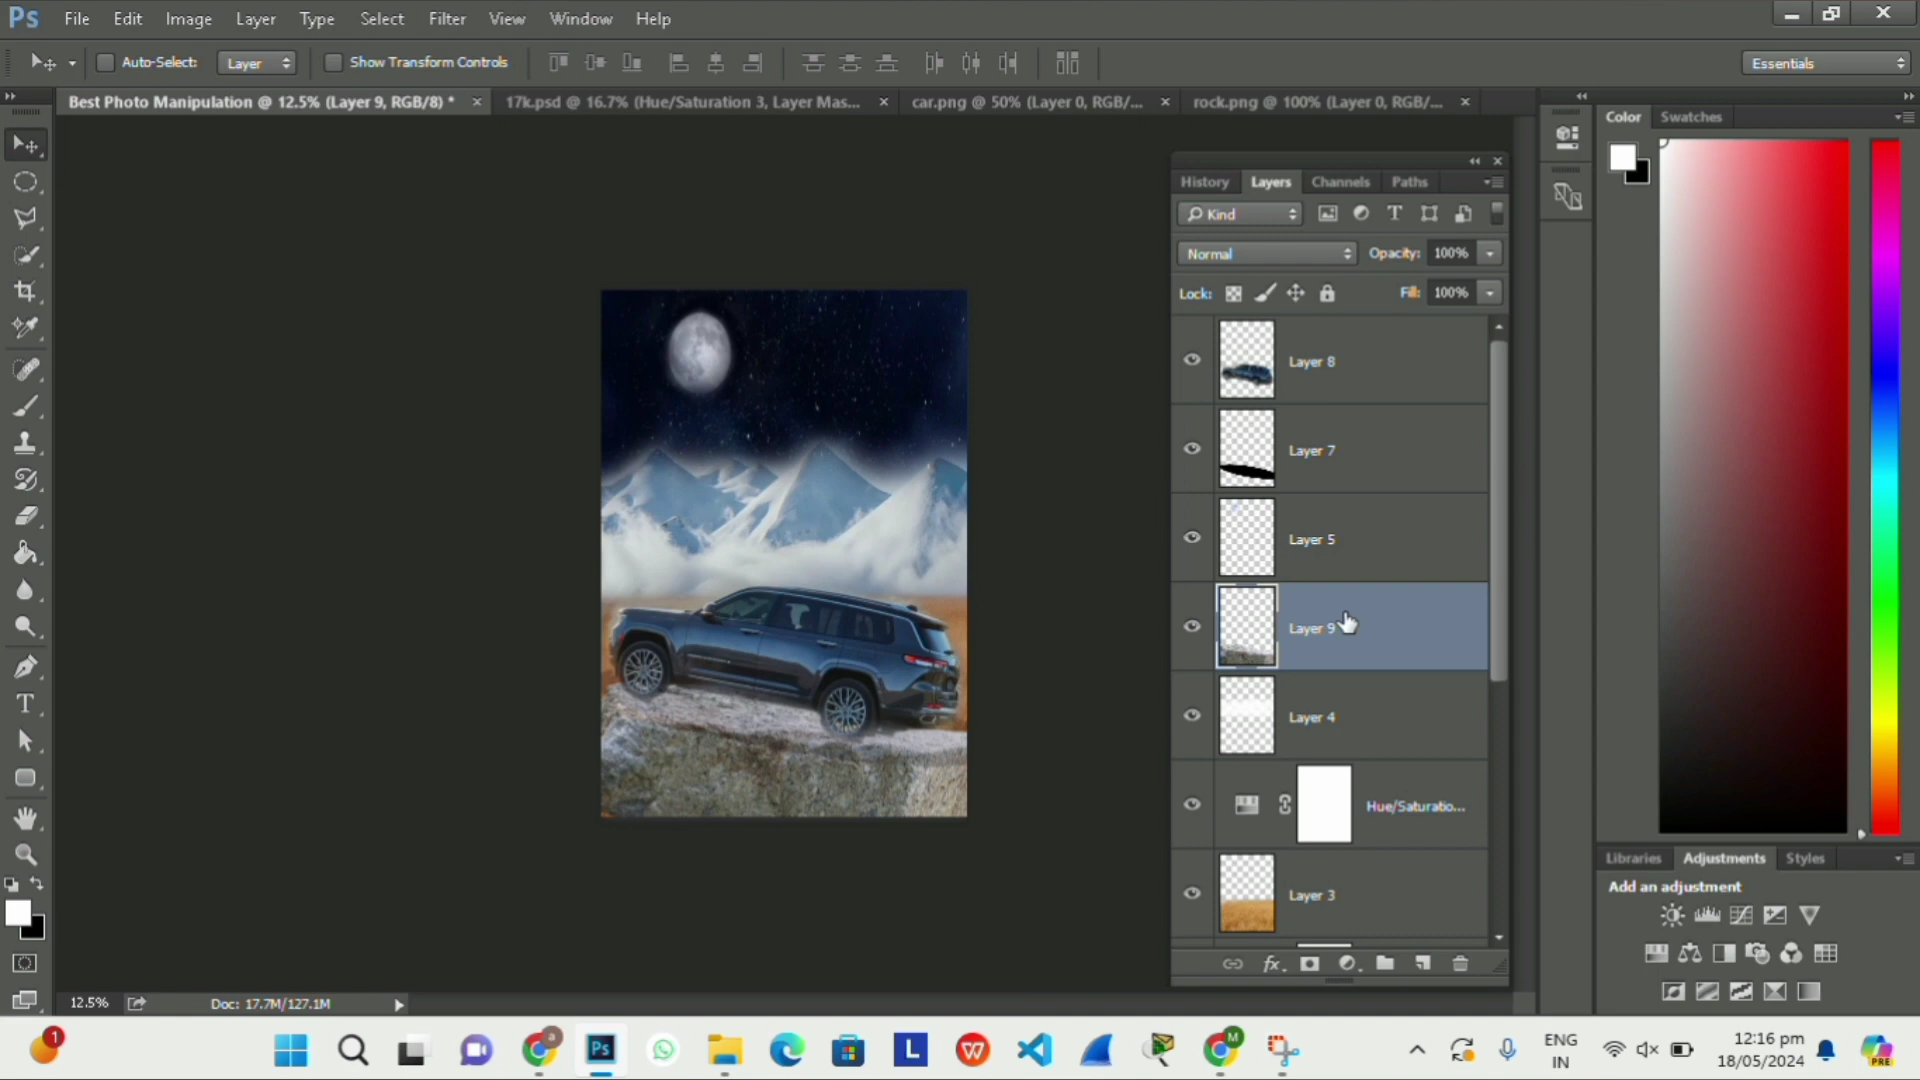 Ps File Edit Image Layer Type Select Filter View Window Help
Auto-Select: Layer Show Transform Controls Essentials
Best Photo Manipulation @ 12.5% (Layer 9, RGB/8) * × 17k.psd @ 16.7% (Hue/Saturation 3, Layer Mas... × car.png @ 50% (Layer 0, RGB/... × rock.png @ 100% (Layer 0, RGB/... ×
Color Swatches
History Layers Channels Paths
Kind
Normal Opacity: 100%
Lock: Fill: 100%
Layer 8
Layer 7
Layer 5
Layer 9
Layer 4
Hue/Saturatio...
Layer 3
fx
Libraries Adjustments Styles
Add an adjustment
12.5% Doc: 17.7M/127.1M
1 a Ps L W M
ENG
IN
12:16 pm
18/05/2024
PRE